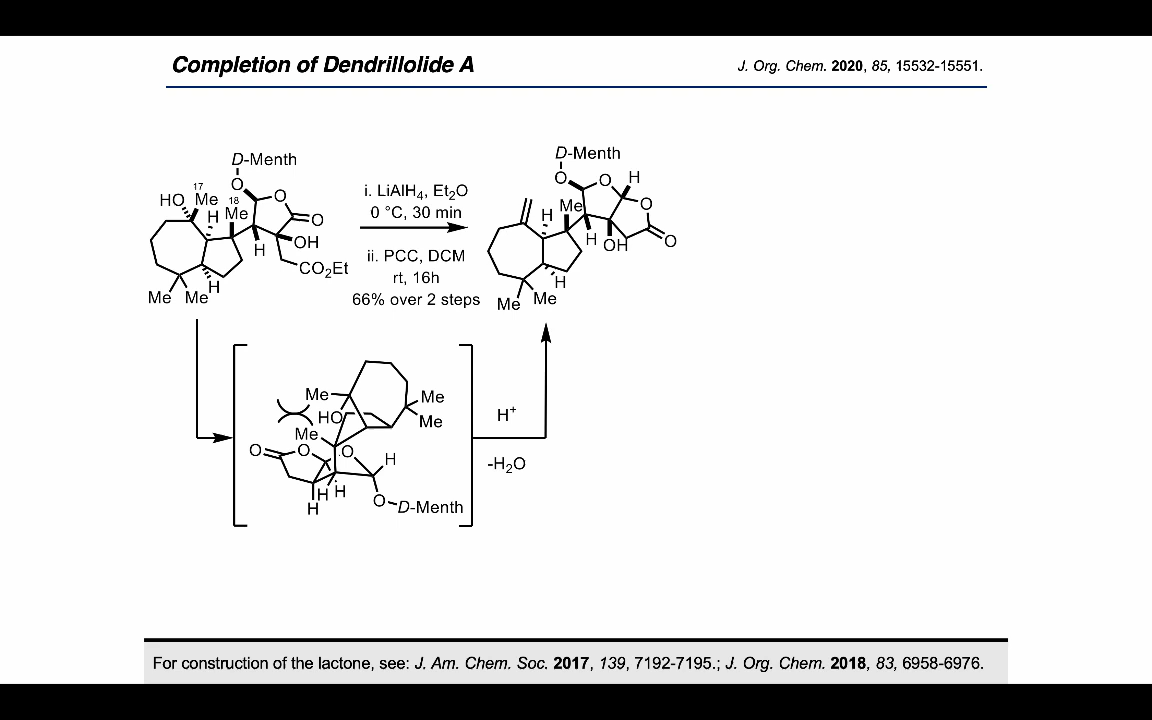 Completion of Dendrillolide A
J. Org. Chem. 2020, 85, 15532-15551.
D-Menth
O
O
O
HO
17
Me
18
Me
H
H
OH
CO2Et
H
Me
Me
i. LiAlH4, Et2O
0 °C, 30 min
ii. PCC, DCM
rt, 16h
66% over 2 steps
D-Menth
O
O
H
O
O
Me
H
H
OH
H
Me
Me
Me
HO
Me
Me
Me
O
O
O
H
H
H
H
O
D-Menth
H+
-H2O
For construction of the lactone, see: J. Am. Chem. Soc. 2017, 139, 7192-7195.; J. Org. Chem. 2018, 83, 6958-6976.